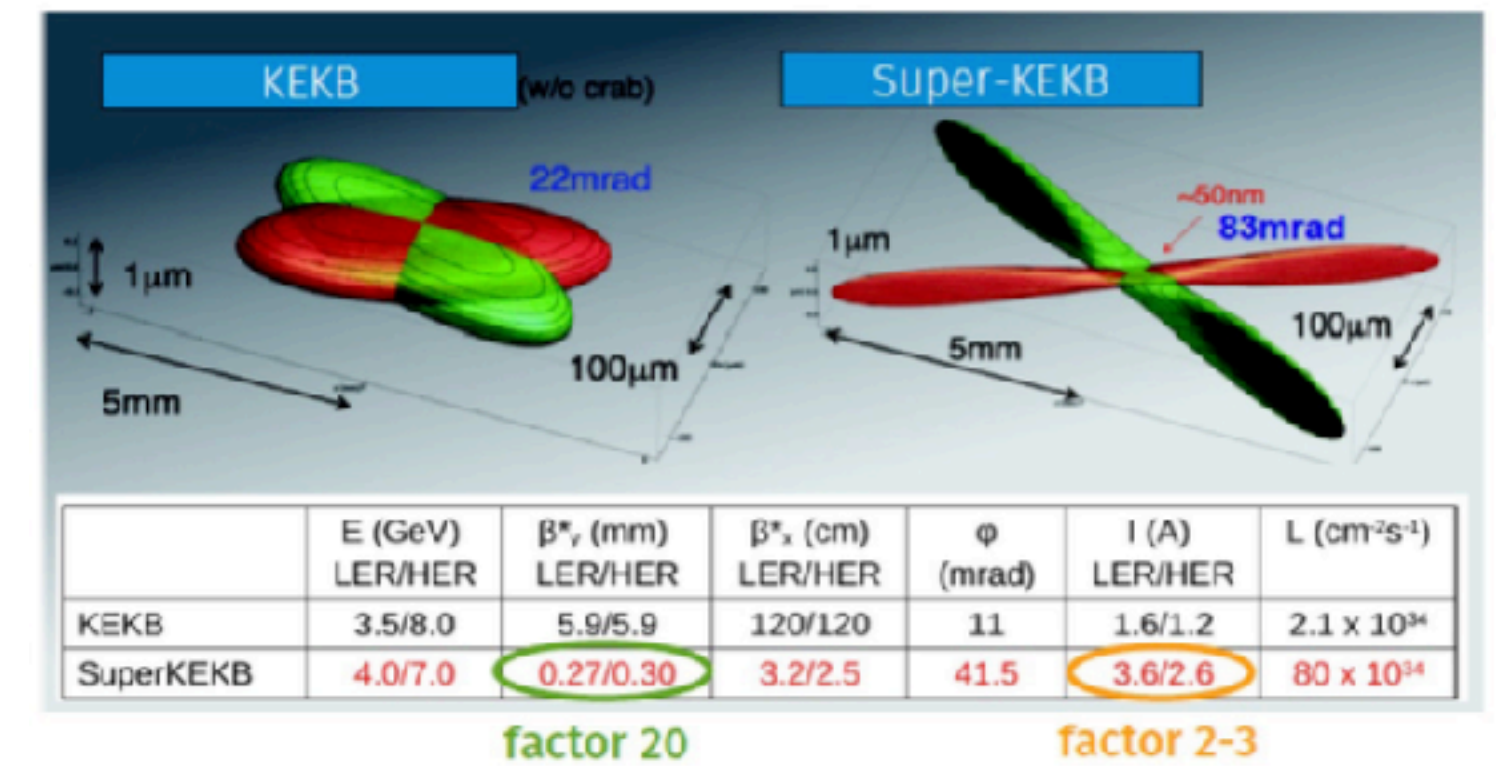 KEKB
(w/o crab)
Super-KEKB
22mrad
~50nm
83mrad
1μm
1μm
100μm
100μm
5mm
5mm
E (GeV) β*y (mm) β*x (cm) φ I (A) L (cm⁻²s⁻¹)
LER/HER LER/HER LER/HER (mrad) LER/HER
KEKB 3.5/8.0 5.9/5.9 120/120 11 1.6/1.2 2.1 x 10³⁴
SuperKEKB 4.0/7.0 0.27/0.30 3.2/2.5 41.5 3.6/2.6 80 x 10³⁴
factor 20
factor 2-3